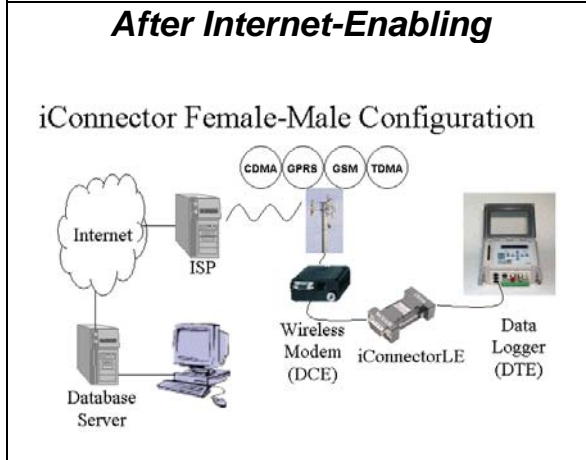 After Internet-Enabling
iConnector Female-Male Configuration
CDMA GPRS GSM TDMA
Internet
ISP
Wireless
Modem
(DCE)
iConnectorLE
Data
Logger
(DTE)
Database
Server